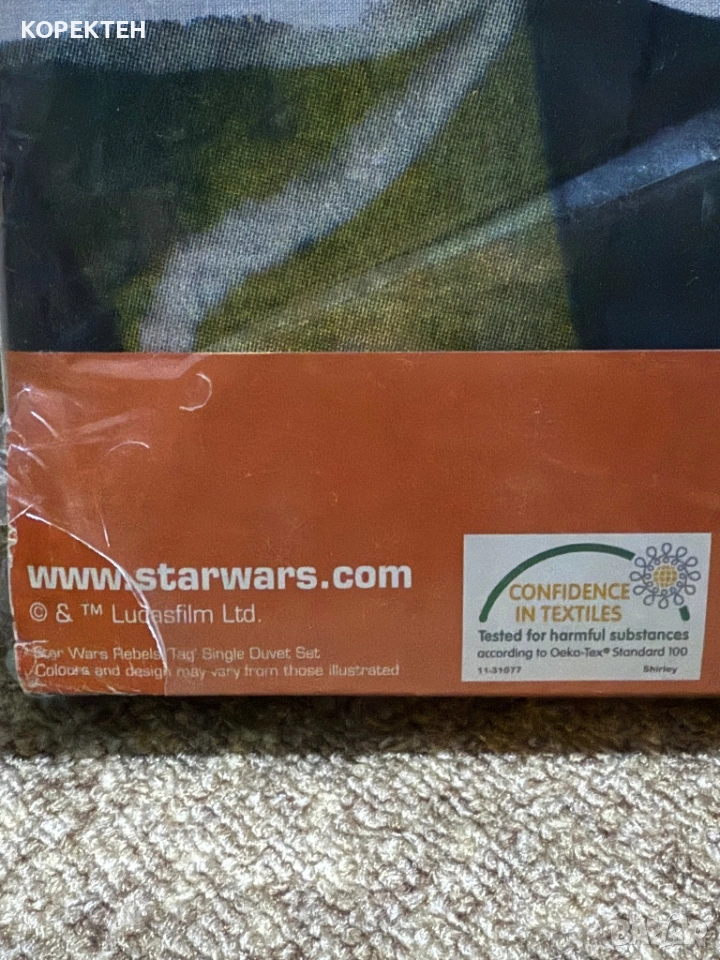 КОРЕКТЕН
www.starwars.com
© & ™ Lucasfilm Ltd.
Star Wars Rebels 'Tag' Single Duvet Set
Colours and design may vary from those illustrated
CONFIDENCE
IN TEXTILES
Tested for harmful substances
according to Oeko-Tex® Standard 100
11-31077 Shirley